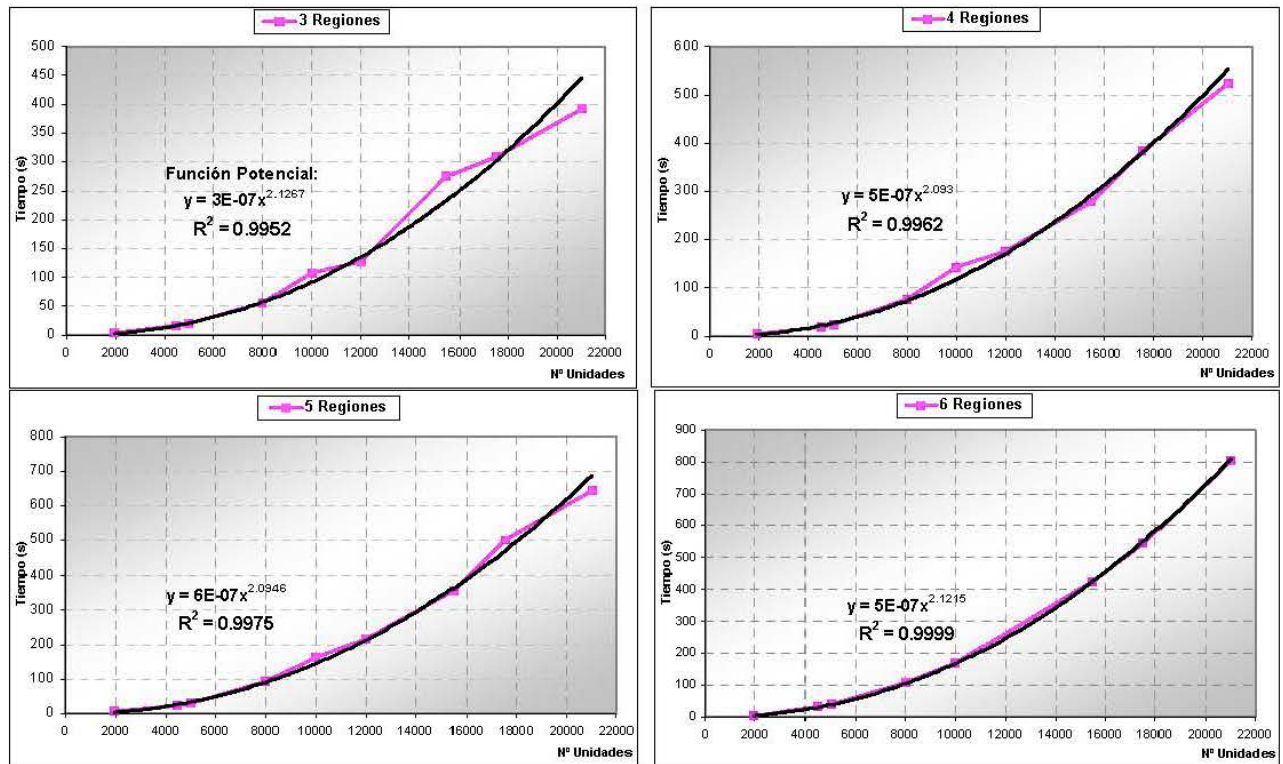 3 Regiones
500
450
400
350
300
250
200
150
100
50
0
Tiempo (s)
Función Potencial:
y = 3E-07x^2.1267
R^2 = 0.9952
0 2000 4000 6000 8000 10000 12000 14000 16000 18000 20000 22000
Nº Unidades
4 Regiones
600
500
400
300
200
100
0
Tiempo (s)
y = 5E-07x^2.093
R^2 = 0.9962
0 2000 4000 6000 8000 10000 12000 14000 16000 18000 20000 22000
Nº Unidades
5 Regiones
800
700
600
500
400
300
200
100
0
Tiempo (s)
y = 6E-07x^2.0946
R^2 = 0.9975
0 2000 4000 6000 8000 10000 12000 14000 16000 18000 20000 22000
Nº Unidades
6 Regiones
900
800
700
600
500
400
300
200
100
0
Tiempo (s)
y = 5E-07x^2.1215
R^2 = 0.9999
0 2000 4000 6000 8000 10000 12000 14000 16000 18000 20000 22000
Nº Unidades